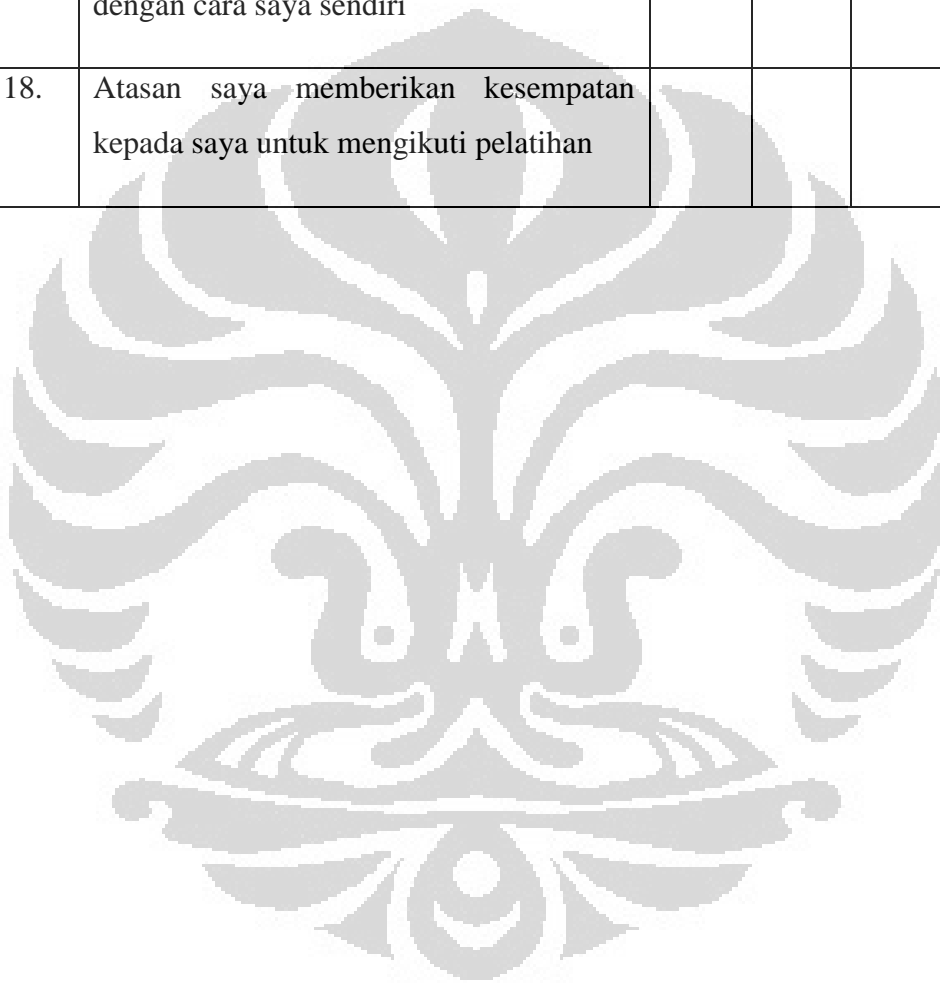 dengan cara saya sendiri
18. Atasan saya memberikan kesempatan
kepada saya untuk mengikuti pelatihan